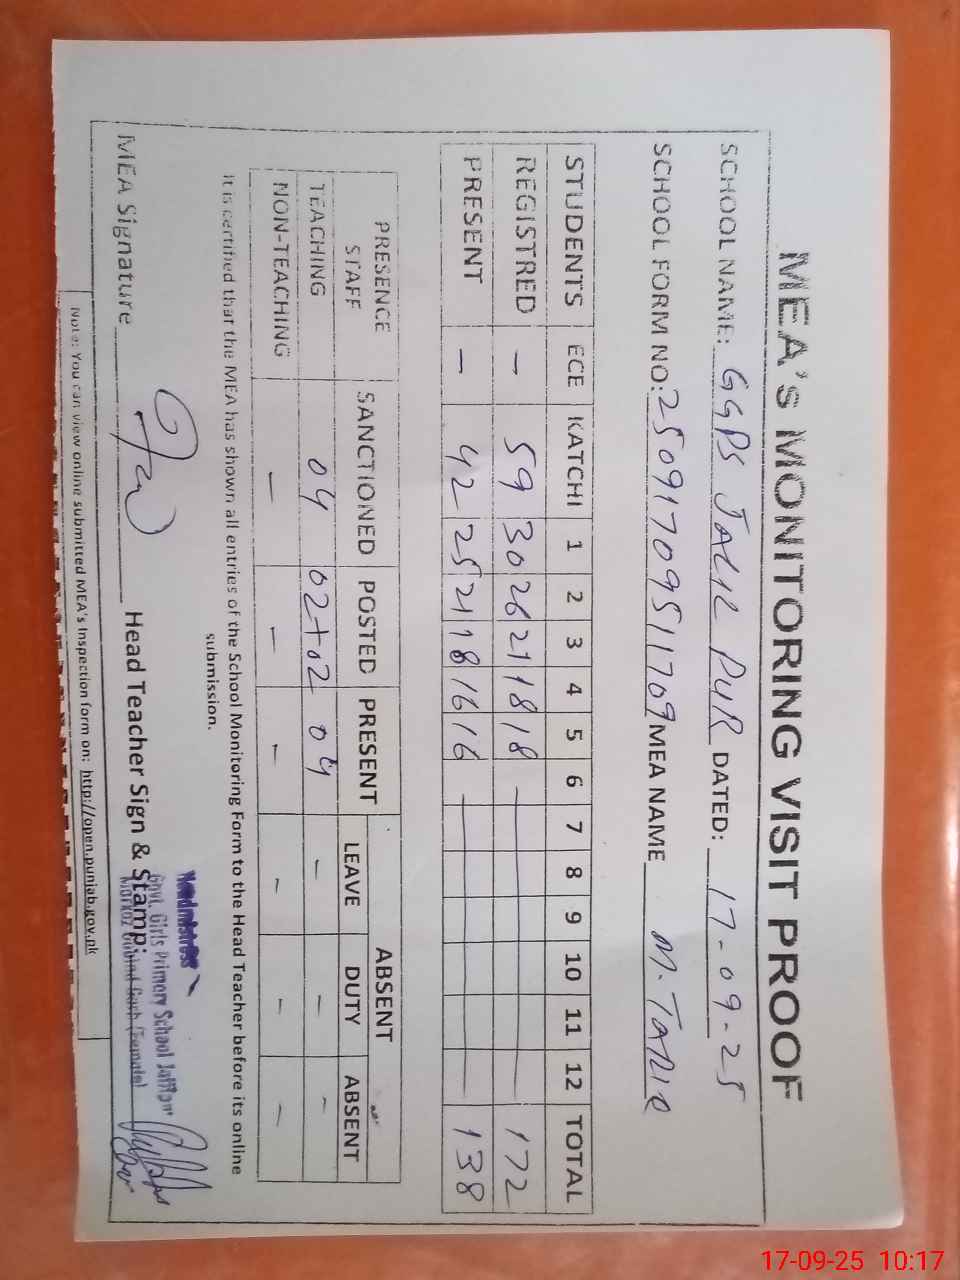 MEA's MONITORING VISIT PROOF
SCHOOL NAME: GGPS JALIL PUR DATED: 17-09-25
SCHOOL FORM NO: 25091709511709 MEA NAME M. TARIQ
STUDENTS ECE KATCHI 1 2 3 4 5 6 7 8 9 10 11 12 TOTAL
REGISTRED - 59 30 26 21 18 18 - 172
PRESENT - 42 25 21 18 16 16 - 138
PRESENCE STAFF SANCTIONED POSTED PRESENT ABSENT
LEAVE DUTY ABSENT
TEACHING 04 02+02 04 - - -
NON-TEACHING - - - - - -
It is certified that the MEA has shown all entries of the School Monitoring Form to the Head Teacher before its online
submission.
MEA Signature Head Teacher Sign & Stamp:
Headmistress
Govt. Girls Primary School
Markaz (Female)
Note: You can view online submitted MEA's Inspection form on: http://open.punjab.gov.pk
17-09-25 10:17